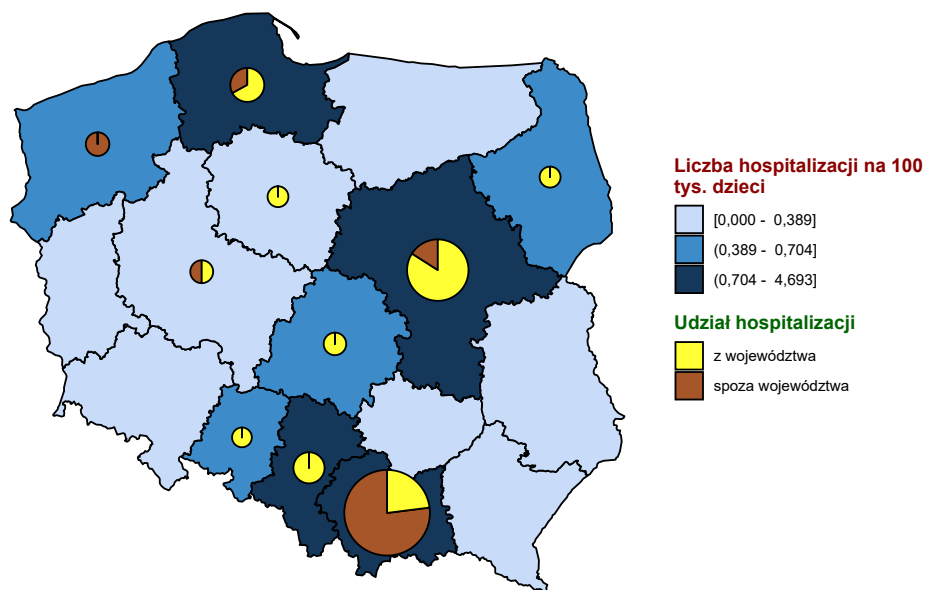 Liczba hospitalizacji na 100
tys. dzieci
[0,000 - 0,389]
(0,389 - 0,704]
(0,704 - 4,693]
Udział hospitalizacji
z województwa
spoza województwa